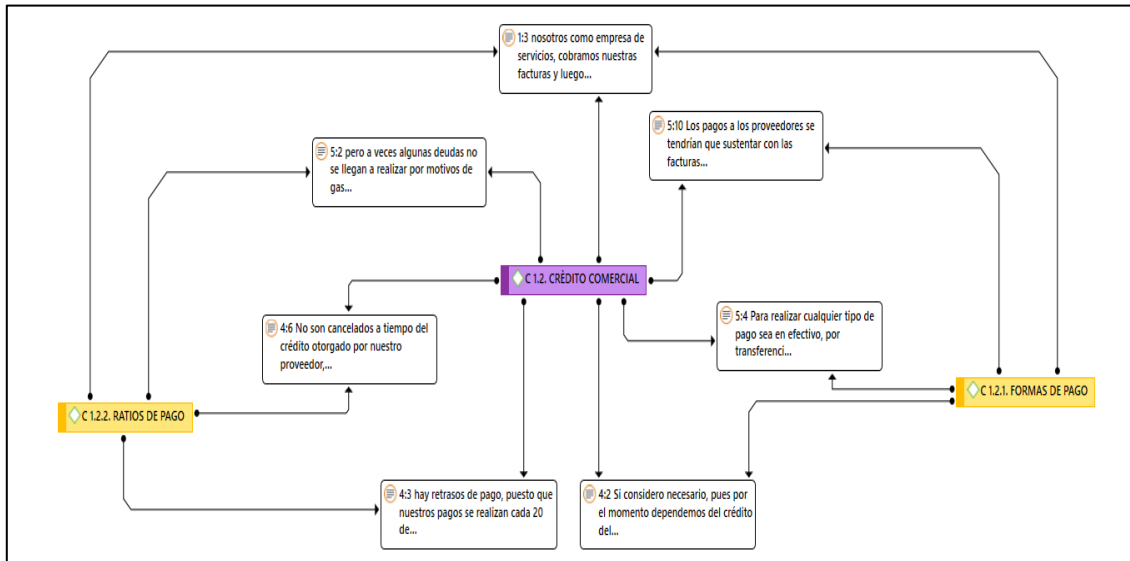 1:3 nosotros como empresa de
servicios, cobramos nuestras
facturas y luego...
5:10 Los pagos a los proveedores se
tendrían que sustentar con las
facturas...
5:2 pero a veces algunas deudas no
se llegan a realizar por motivos de
gas...
C 1.2. CRÈDITO COMERCIAL
4:6 No son cancelados a tiempo del
crédito otorgado por nuestro
proveedor,...
5:4 Para realizar cualquier tipo de
pago sea en efectivo, por
transferenci...
C 1.2.2. RATIOS DE PAGO
C 1.2.1. FORMAS DE PAGO
4:3 hay retrasos de pago, puesto que
nuestros pagos se realizan cada 20
de...
4:2 Si considero necesario, pues por
el momento dependemos del crédito
del...